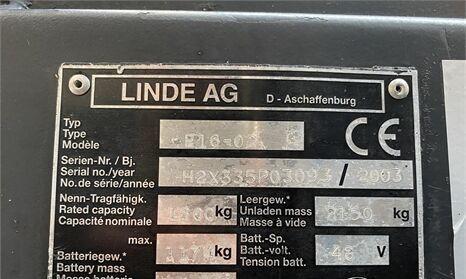 LINDE AG D - Aschaffenburg
Typ
Type
Modèle
E16-02
CE
Serien-Nr. / Bj.
Serial no./year
No.de série/année
H2X335P03093 / 2003
Nenn-Tragfähigk.
Rated capacity
Capacité nominale
kg
Leergew.*
Unladen mass
Masse à vide
kg
max.
Batteriegew.*
Battery mass
kg
Batt.-Sp.
Batt.-volt.
Tension batt.
48 V